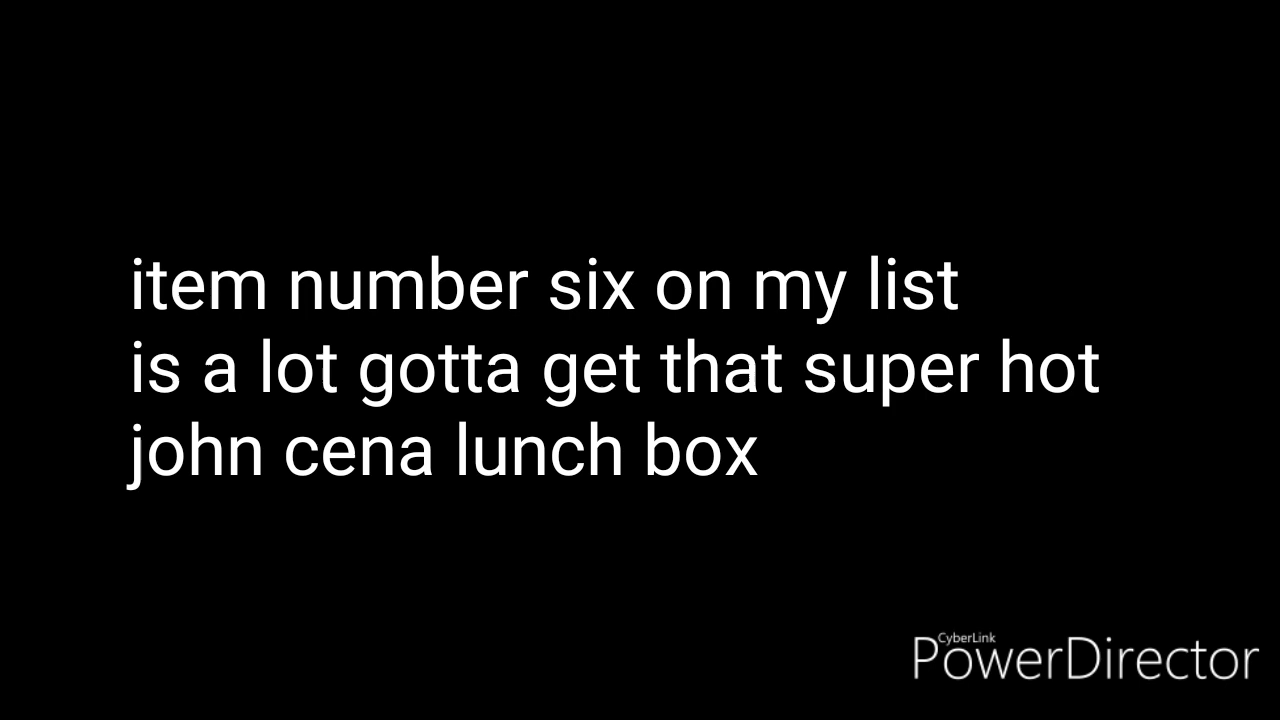 item number six on my list
is a lot gotta get that super hot
john cena lunch box
CyberLink
PowerDirector